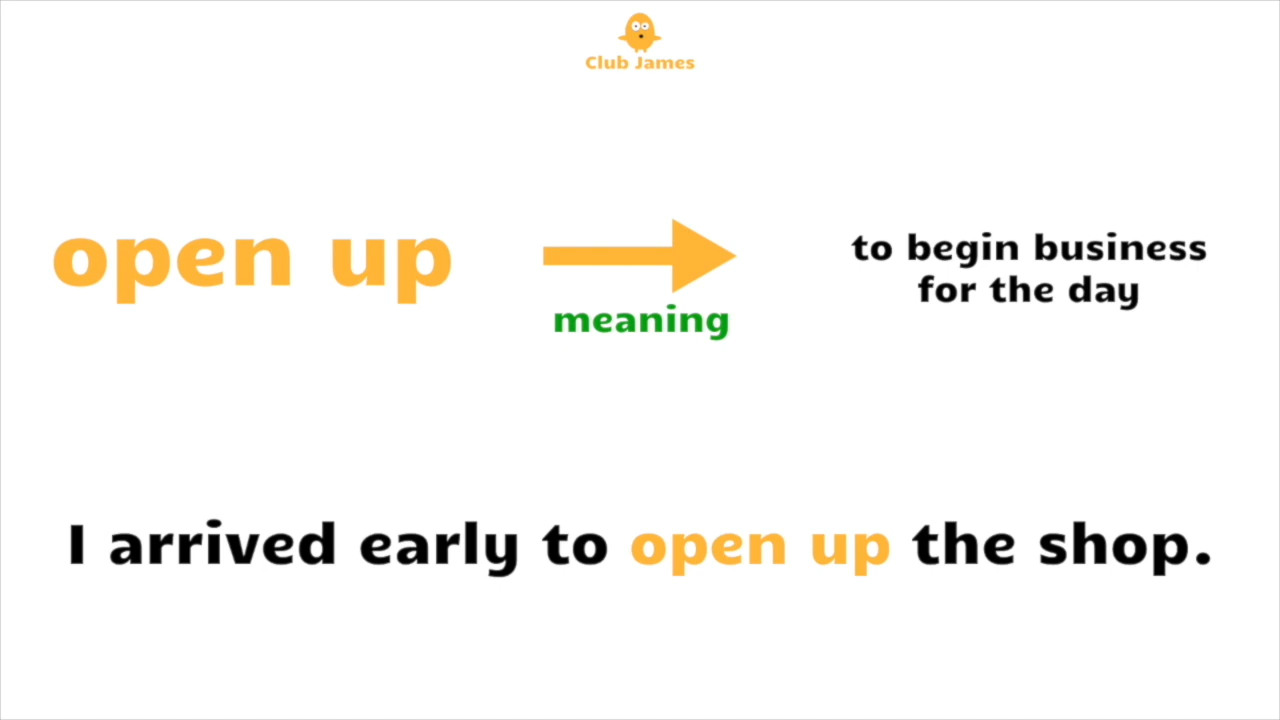 Club James
open up
meaning
to begin business
for the day
I arrived early to open up the shop.